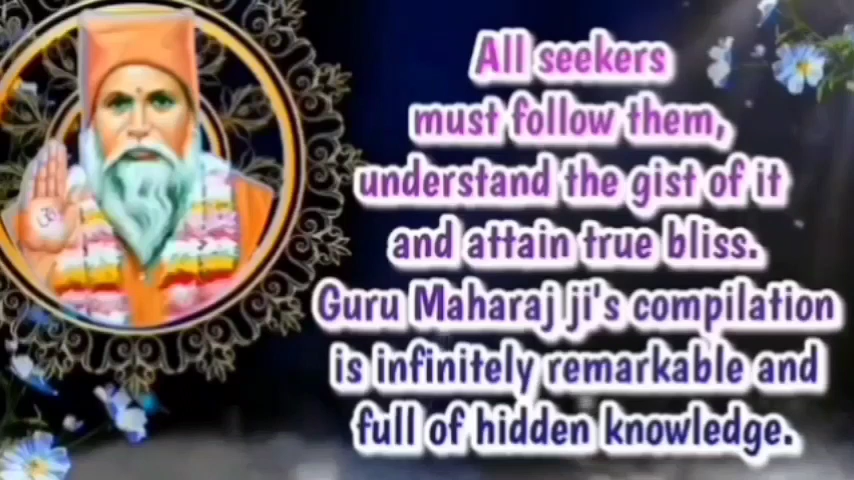 All seekers
must follow them,
understand the gist of it
and attain true bliss.
Guru Maharaj ji's compilation
is infinitely remarkable and
full of hidden knowledge.
ॐ